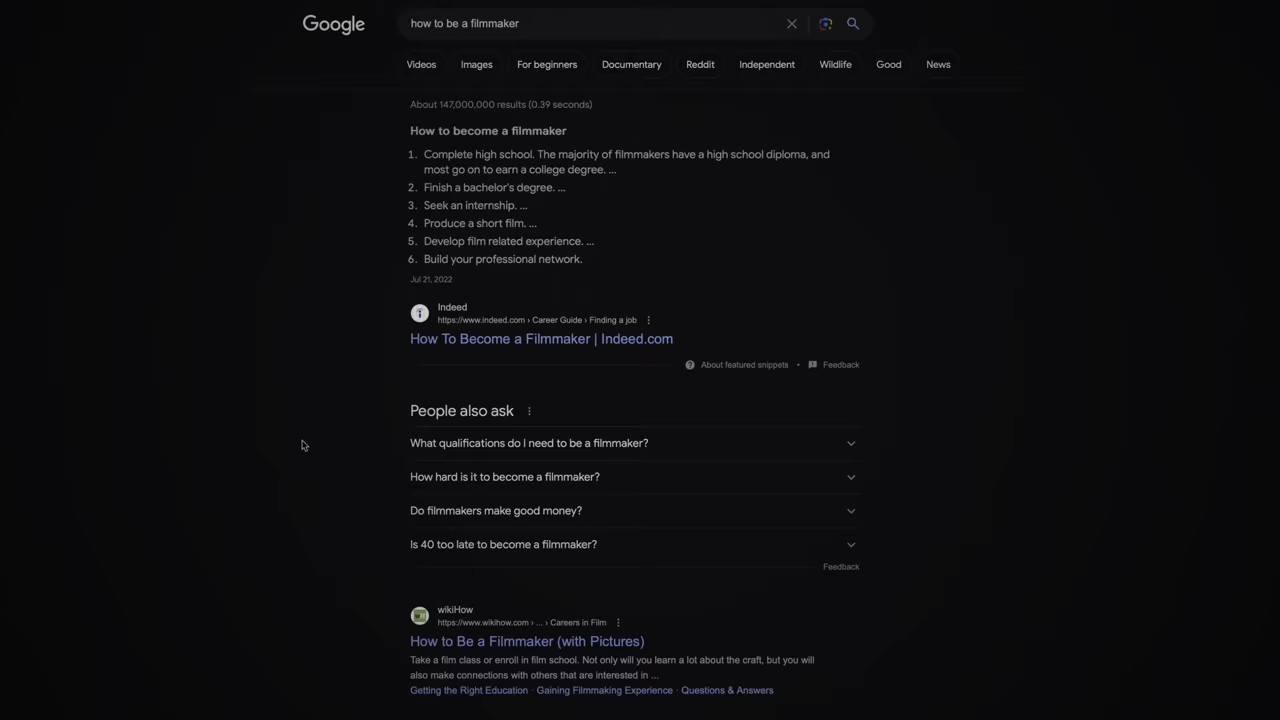 Google
how to be a filmmaker
Videos Images For beginners Documentary Reddit Independent Wildlife Good News
About 147,000,000 results (0.39 seconds)
How to become a filmmaker
1. Complete high school. The majority of filmmakers have a high school diploma, and
most go on to earn a college degree. ...
2. Finish a bachelor's degree. ...
3. Seek an internship. ...
4. Produce a short film. ...
5. Develop film related experience. ...
6. Build your professional network.
Jul 21, 2022
Indeed
https://www.indeed.com › Career Guide › Finding a job
How To Become a Filmmaker | Indeed.com
About featured snippets • Feedback
People also ask
What qualifications do I need to be a filmmaker?
How hard is it to become a filmmaker?
Do filmmakers make good money?
Is 40 too late to become a filmmaker?
Feedback
wikiHow
https://www.wikihow.com › ... › Careers in Film
How to Be a Filmmaker (with Pictures)
Take a film class or enroll in film school. Not only will you learn a lot about the craft, but you will
also make connections with others that are interested in ...
Getting the Right Education · Gaining Filmmaking Experience · Questions & Answers